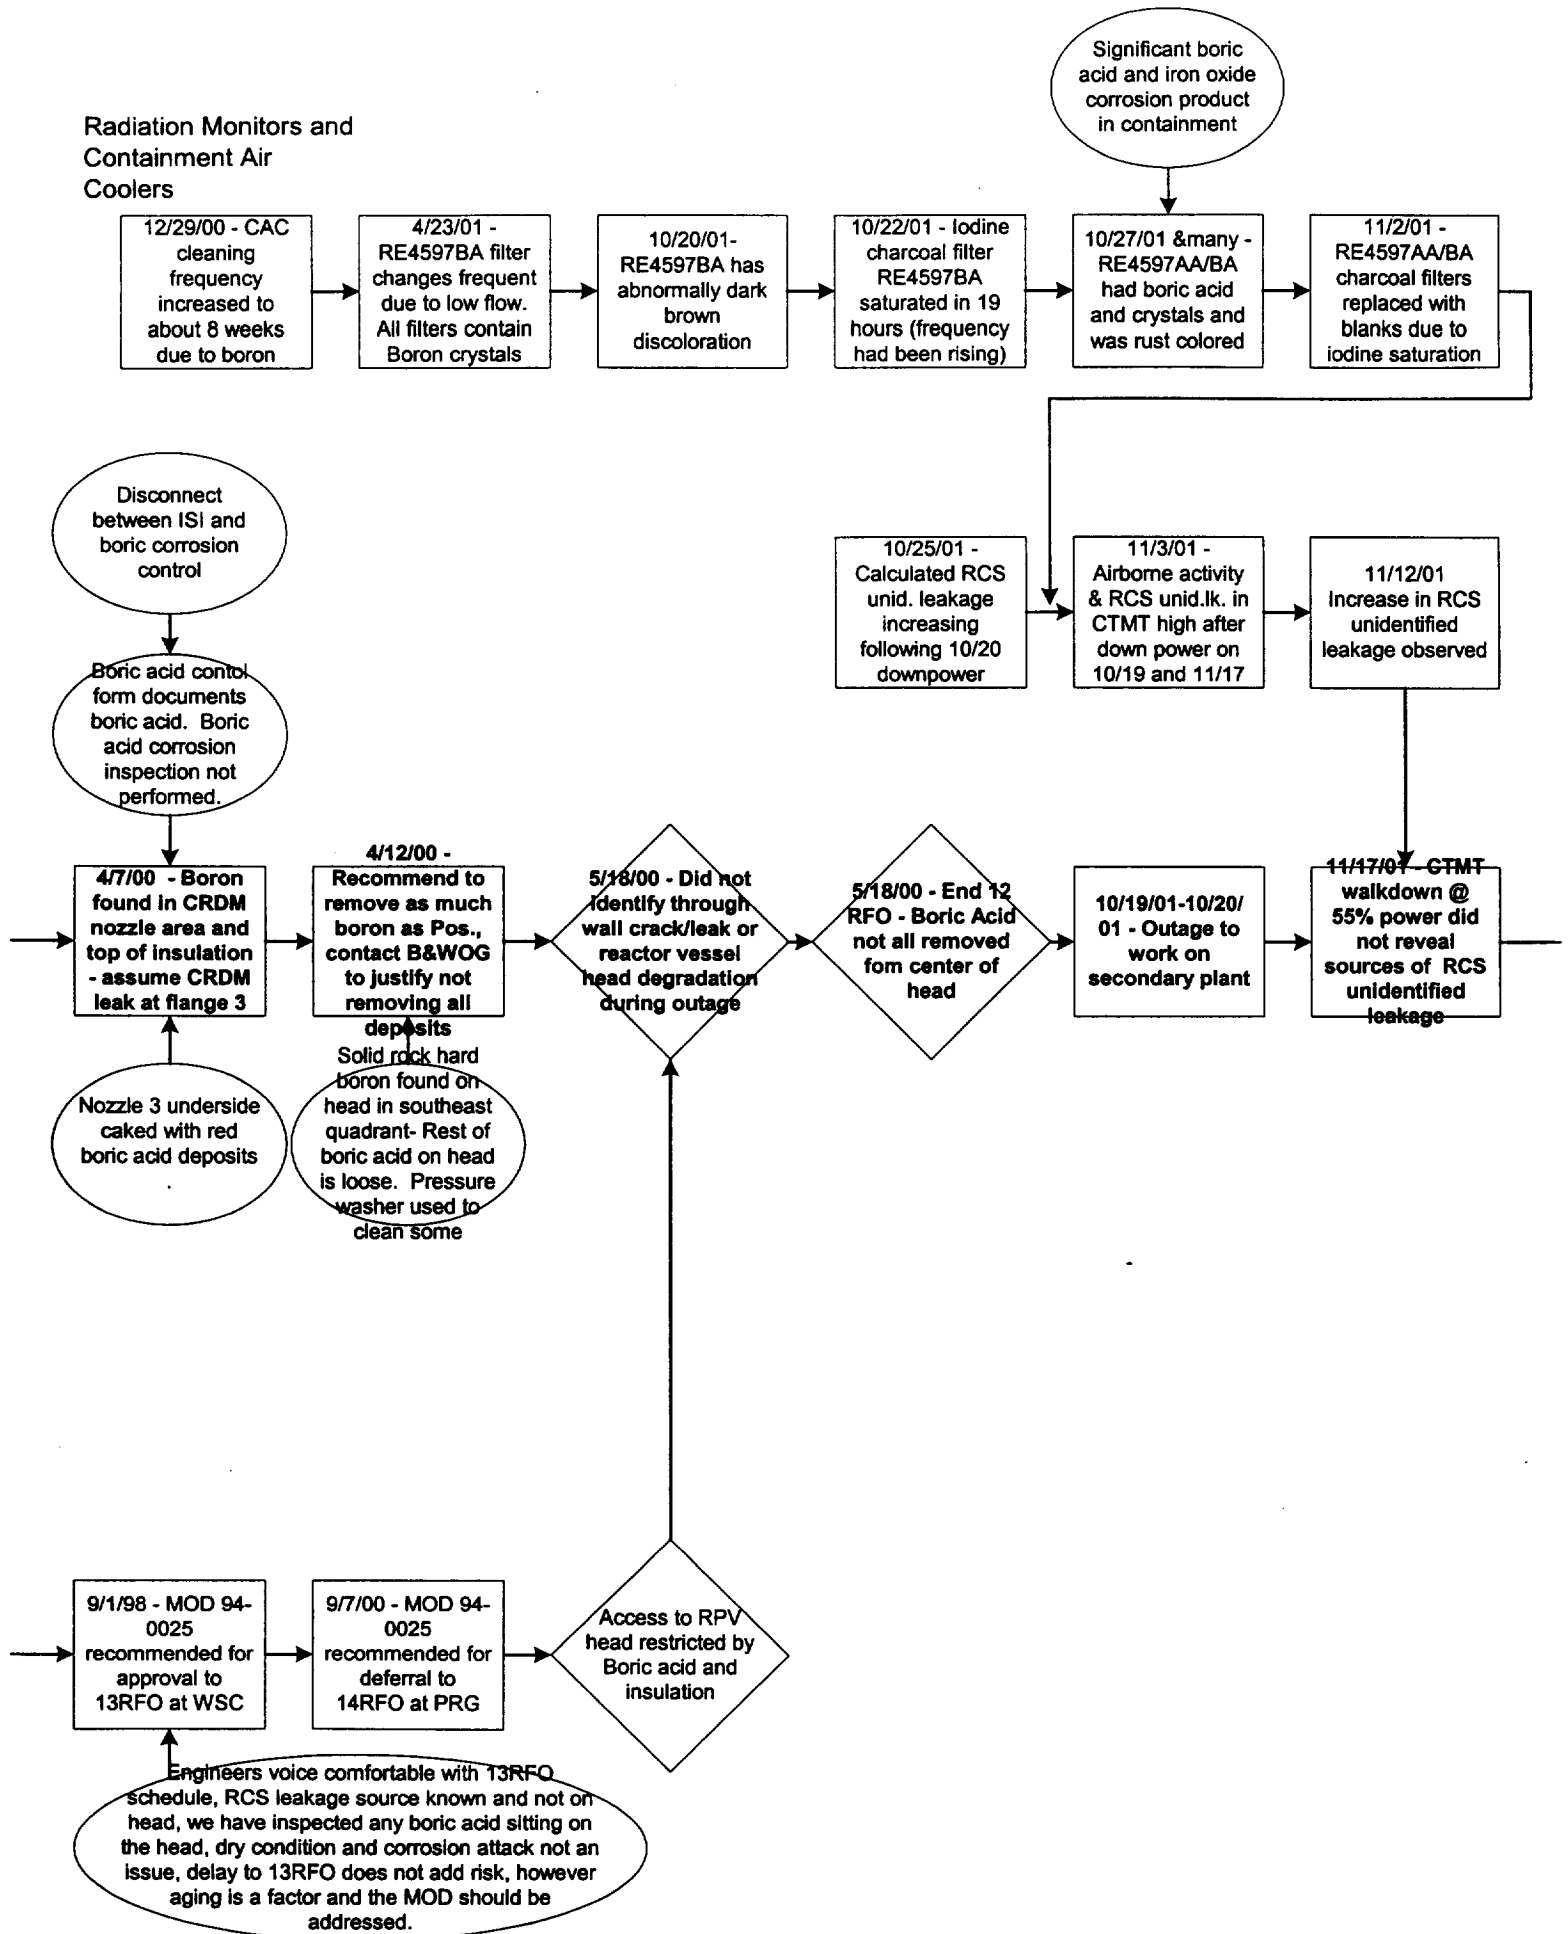 Significant boric
acid and iron oxide
corrosion product
in containment
Radiation Monitors and
Containment Air
Coolers
12/29/00 - CAC
cleaning
frequency
increased to
about 8 weeks
due to boron
4/23/01 -
RE4597BA filter
changes frequent
due to low flow.
All filters contain
Boron crystals
10/20/01-
RE4597BA has
abnormally dark
brown
discoloration
10/22/01 - Iodine
charcoal filter
RE4597BA
saturated in 19
hours (frequency
had been rising)
10/27/01 &many -
RE4597AA/BA
had boric acid
and crystals and
was rust colored
11/2/01 -
RE4597AA/BA
charcoal filters
replaced with
blanks due to
iodine saturation
Disconnect
between ISI and
boric corrosion
control
10/25/01 -
Calculated RCS
unid. leakage
increasing
following 10/20
downpower
11/3/01 -
Airborne activity
& RCS unid.lk. in
CTMT high after
down power on
10/19 and 11/17
11/12/01
Increase in RCS
unidentified
leakage observed
Boric acid contol
form documents
boric acid. Boric
acid corrosion
inspection not
performed.
4/7/00 - Boron
found in CRDM
nozzle area and
top of insulation
- assume CRDM
leak at flange 3
4/12/00 -
Recommend to
remove as much
boron as Pos.,
contact B&WOG
to justify not
removing all
deposits
5/18/00 - Did not
identify through
wall crack/leak or
reactor vessel
head degradation
during outage
5/18/00 - End 12
RFO - Boric Acid
not all removed
fom center of
head
10/19/01-10/20/
01 - Outage to
work on
secondary plant
11/17/01 - CTMT
walkdown @
55% power did
not reveal
sources of RCS
unidentified
leakage
Nozzle 3 underside
caked with red
boric acid deposits
Solid rock hard
boron found on
head in southeast
quadrant- Rest of
boric acid on head
is loose. Pressure
washer used to
clean some
9/1/98 - MOD 94-
0025
recommended for
approval to
13RFO at WSC
9/7/00 - MOD 94-
0025
recommended for
deferral to
14RFO at PRG
Access to RPV
head restricted by
Boric acid and
insulation
Engineers voice comfortable with 13RFO
schedule, RCS leakage source known and not on
head, we have inspected any boric acid sitting on
the head, dry condition and corrosion attack not an
issue, delay to 13RFO does not add risk, however
aging is a factor and the MOD should be
addressed.